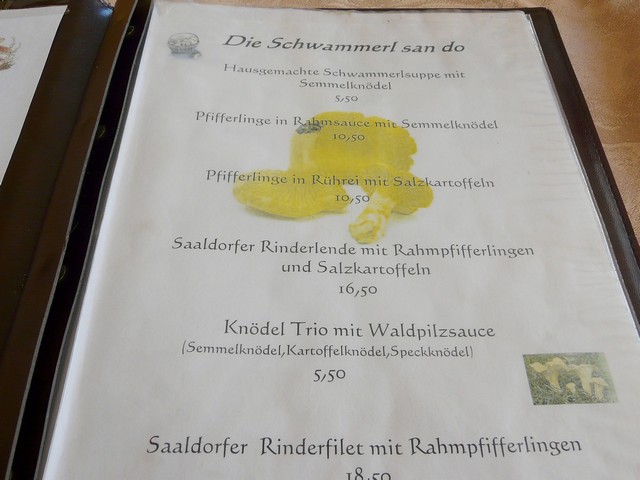 Die Schwammerl san do
Hausgemachte Schwammerlsuppe mit
Semmelknödel
5,50
Pfifferlinge in Rahmsauce mit Semmelknödel
10,50
Pfifferlinge in Rührei mit Salzkartoffeln
10,50
Saaldorfer Rinderlende mit Rahmpfifferlingen
und Salzkartoffeln
16,50
Knödel Trio mit Waldpilzsauce
(Semmelknödel,Kartoffelknödel,Speckknödel)
5,50
Saaldorfer Rinderfilet mit Rahmpfifferlingen
18,50